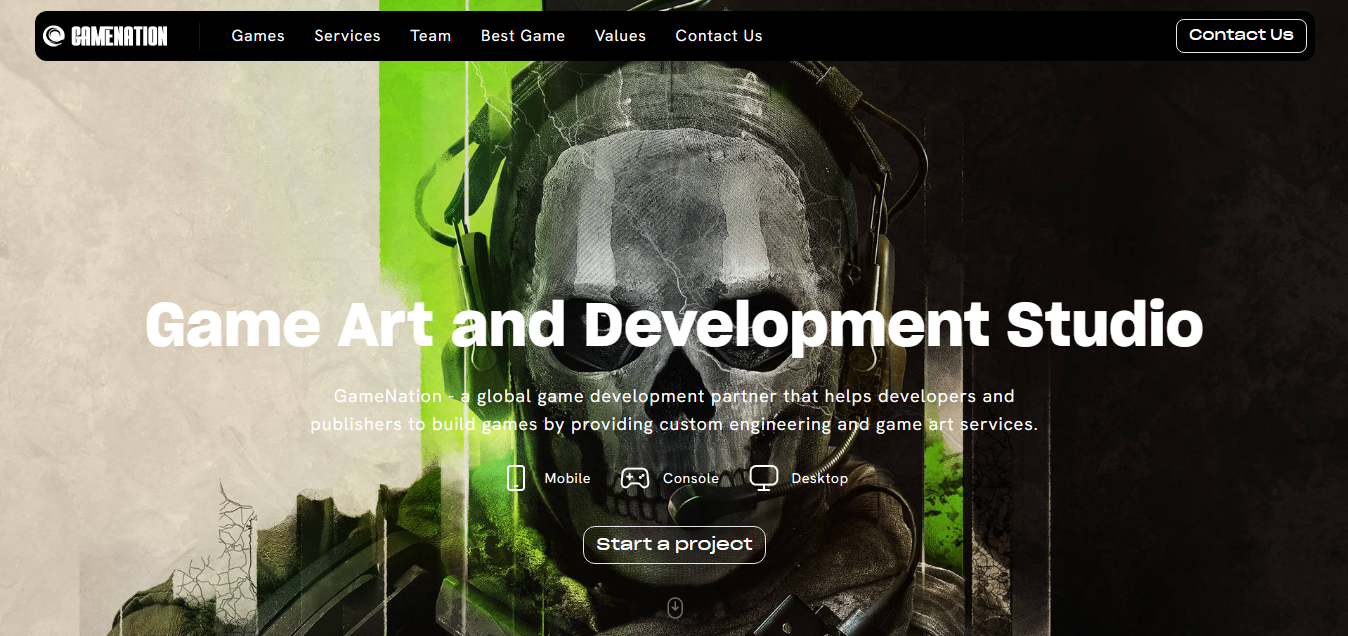 GAMENATION
Games Services Team Best Game Values Contact Us
Contact Us
Game Art and Development Studio
GameNation - a global game development partner that helps developers and
publishers to build games by providing custom engineering and game art services.
Mobile Console Desktop
Start a project